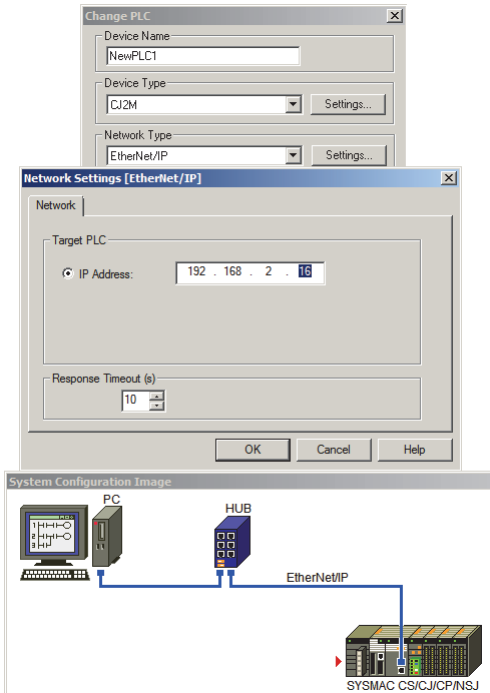 Change PLC
Device Name
NewPLC1
Device Type
CJ2M
Settings...
Network Type
EtherNet/IP
Settings...
Network Settings [EtherNet/IP]
Network
Target PLC
IP Address:
192 . 168 . 2 . 16
Response Timeout (s)
10
OK
Cancel
Help
System Configuration Image
PC
HUB
EtherNet/IP
SYSMAC CS/CJ/CP/NSJ